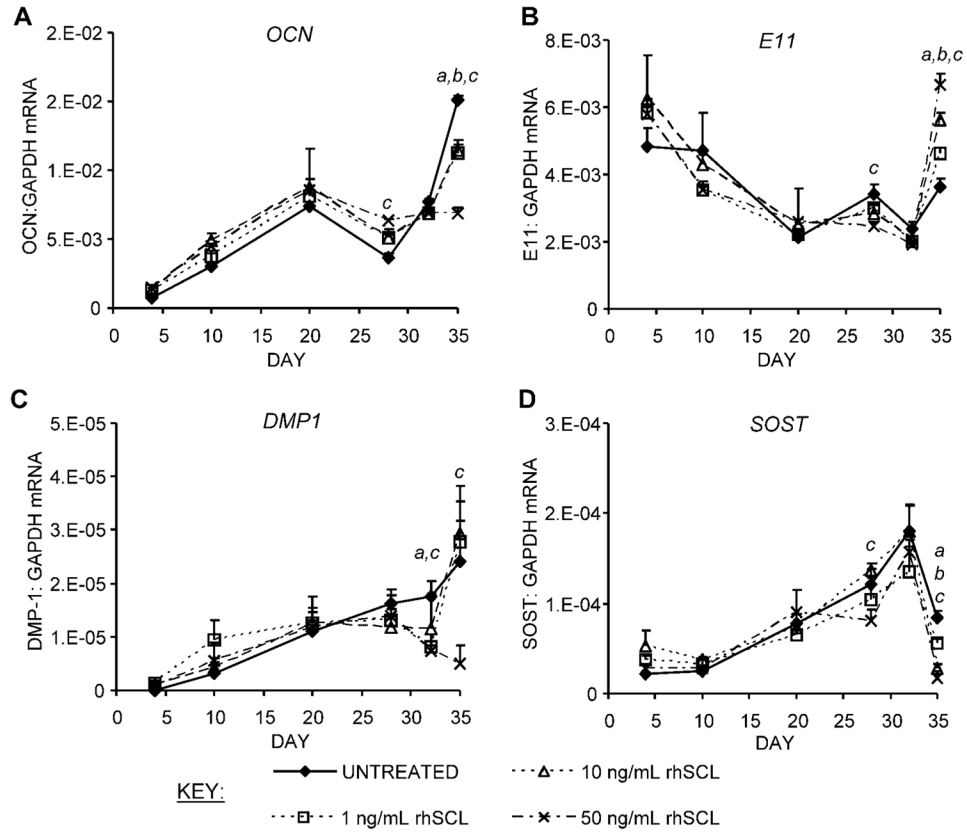 A
OCN
2.E-02
2.E-02
1.E-02
5.E-03
0
OCN:GAPDH mRNA
a,b,c
c
0 5 10 15 20 25 30 35
DAY
B
E11
8.E-03
6.E-03
4.E-03
2.E-03
0
E11: GAPDH mRNA
a,b,c
c
0 5 10 15 20 25 30 35
DAY
C
DMP1
5.E-05
4.E-05
3.E-05
2.E-05
1.E-05
0
DMP-1: GAPDH mRNA
c
a,c
0 5 10 15 20 25 30 35
DAY
D
SOST
3.E-04
2.E-04
1.E-04
0
SOST: GAPDH mRNA
c
a
b
c
0 5 10 15 20 25 30 35
DAY
KEY:
UNTREATED
10 ng/mL rhSCL
1 ng/mL rhSCL
50 ng/mL rhSCL